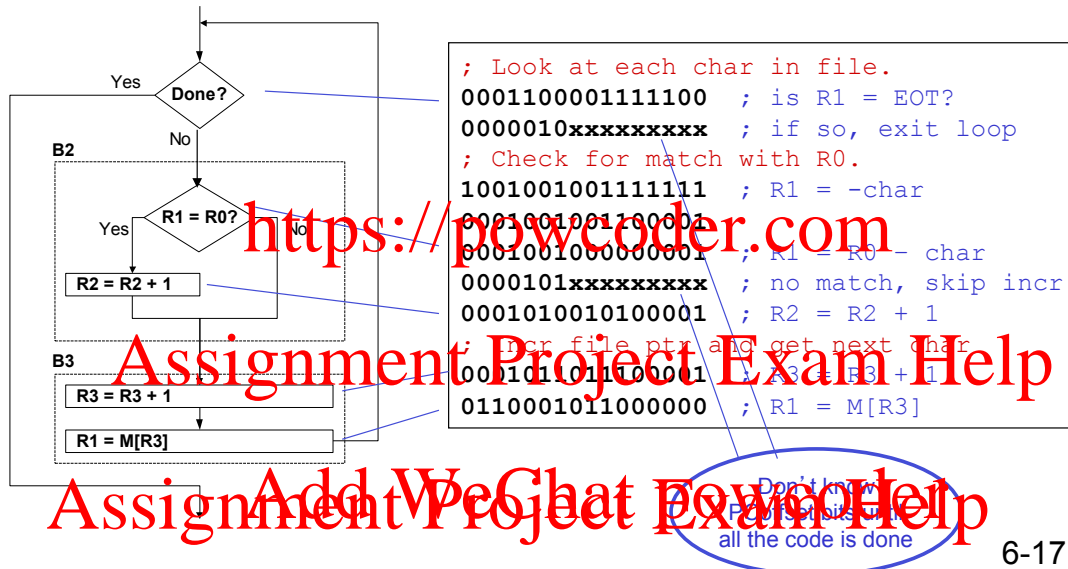 Yes
Done?
No
B2
R1 = R0?
Yes
No
R2 = R2 + 1
B3
R3 = R3 + 1
R1 = M[R3]
; Look at each char in file.
0001100001111100 ; is R1 = EOT?
0000010xxxxxxxxx ; if so, exit loop
; Check for match with R0.
1001001001111111 ; R1 = -char
0001001001100001
0001001000000001 ; R1 = R0 – char
0000101xxxxxxxxx ; no match, skip incr
0001010010100001 ; R2 = R2 + 1
; Incr file ptr and get next char
0001011011100001 ; R3 = R3 + 1
0110001011000000 ; R1 = M[R3]
https://powcoder.com
Assignment Project Exam Help
Add WeChat powcoder
Assignment Project Exam Help
Don't know
PCoffset bits until
all the code is done
6-17